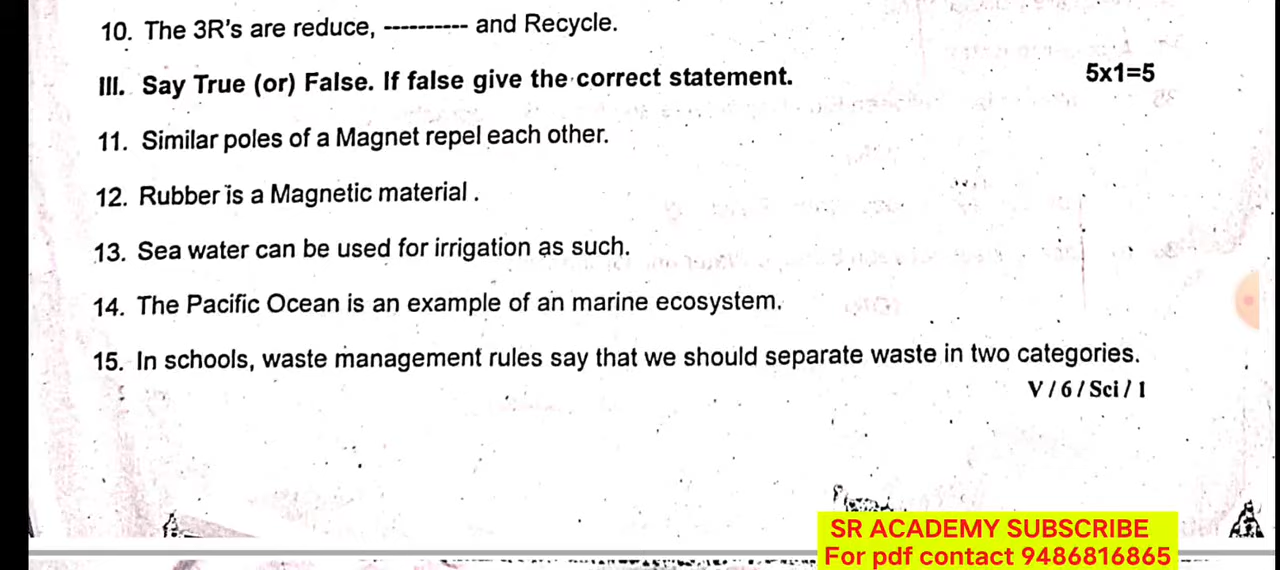 10. The 3R's are reduce, ---------- and Recycle.
III. Say True (or) False. If false give the correct statement. 5x1=5
11. Similar poles of a Magnet repel each other.
12. Rubber is a Magnetic material .
13. Sea water can be used for irrigation as such.
14. The Pacific Ocean is an example of an marine ecosystem.
15. In schools, waste management rules say that we should separate waste in two categories.
V / 6 / Sci / 1
SR ACADEMY SUBSCRIBE
For pdf contact 9486816865